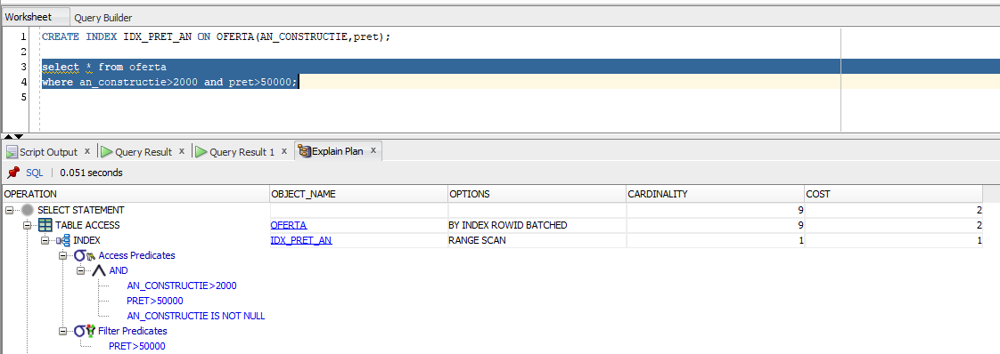 Worksheet Query Builder
1 CREATE INDEX IDX_PRET_AN ON OFERTA(AN_CONSTRUCTIE,pret);
2
3 select * from oferta
4 where an_constructie>2000 and pret>50000;
5
Script Output x Query Result x Query Result 1 x Explain Plan x
SQL | 0.051 seconds
OPERATION OBJECT_NAME OPTIONS CARDINALITY COST
SELECT STATEMENT 9 2
TABLE ACCESS OFERTA BY INDEX ROWID BATCHED 9 2
INDEX IDX_PRET_AN RANGE SCAN 1 1
Access Predicates
AND
AN_CONSTRUCTIE>2000
PRET>50000
AN_CONSTRUCTIE IS NOT NULL
Filter Predicates
PRET>50000